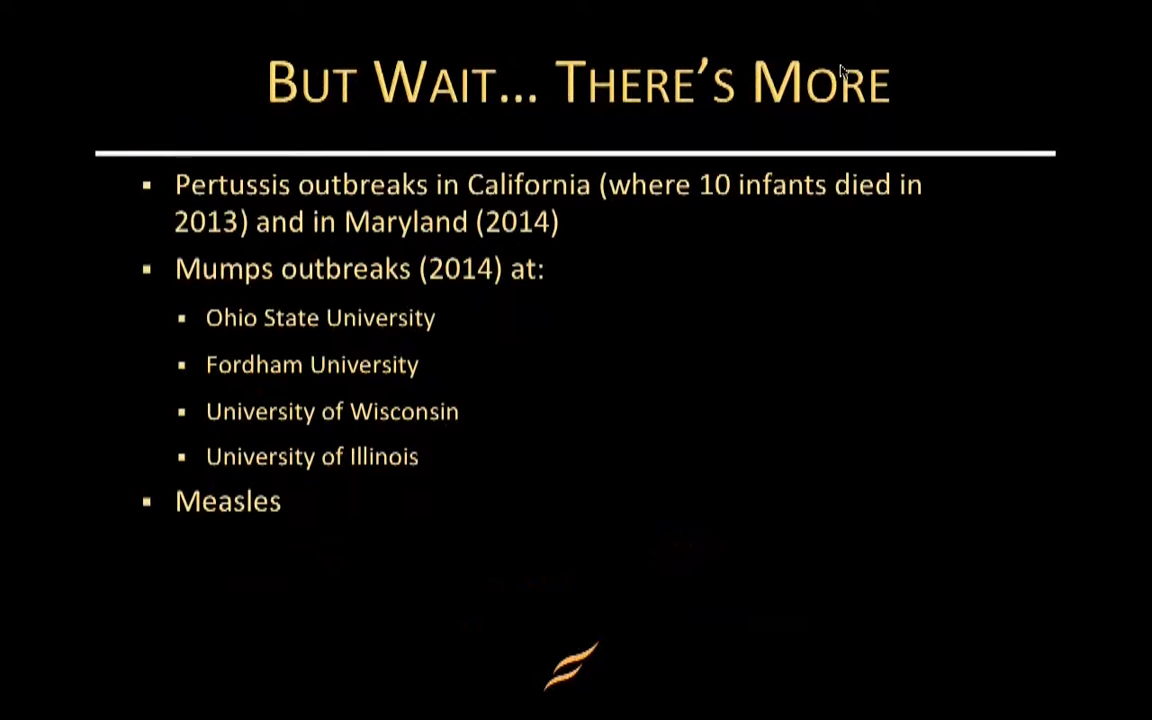 BUT WAIT... THERE'S MORE
▪ Pertussis outbreaks in California (where 10 infants died in
2013) and in Maryland (2014)
▪ Mumps outbreaks (2014) at:
▪ Ohio State University
▪ Fordham University
▪ University of Wisconsin
▪ University of Illinois
▪ Measles